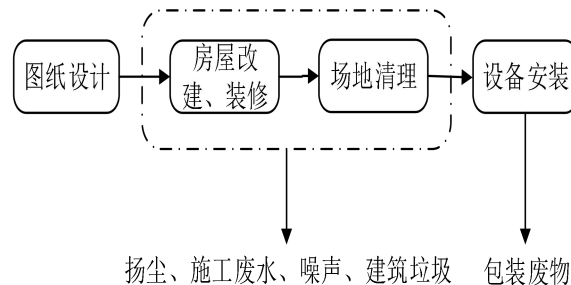 图纸设计
房屋改
建、装修
场地清理
设备安装
扬尘、施工废水、噪声、建筑垃圾
包装废物